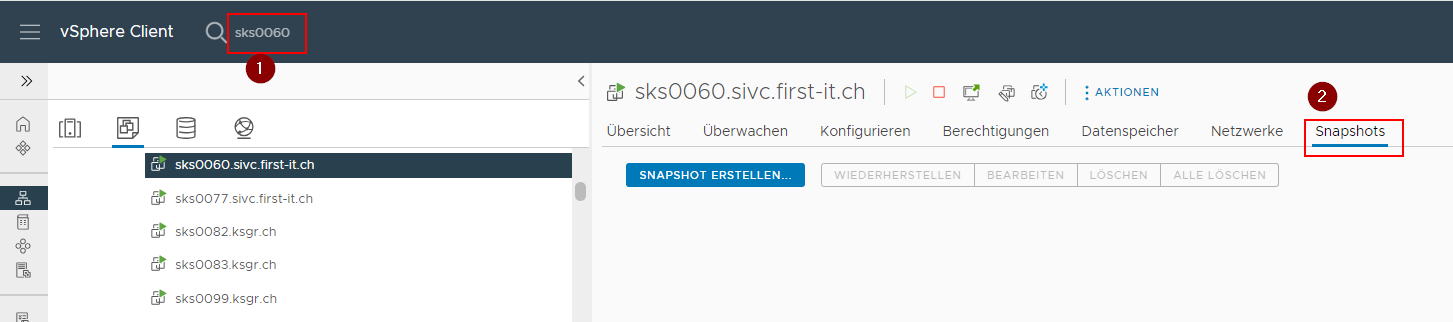 vSphere Client
sks0060
1
sks0060.sivc.first-it.ch
AKTIONEN
2
Übersicht Überwachen Konfigurieren Berechtigungen Datenspeicher Netzwerke Snapshots
SNAPSHOT ERSTELLEN... WIEDERHERSTELLEN BEARBEITEN LÖSCHEN ALLE LÖSCHEN
sks0060.sivc.first-it.ch
sks0077.sivc.first-it.ch
sks0082.ksgr.ch
sks0083.ksgr.ch
sks0099.ksgr.ch